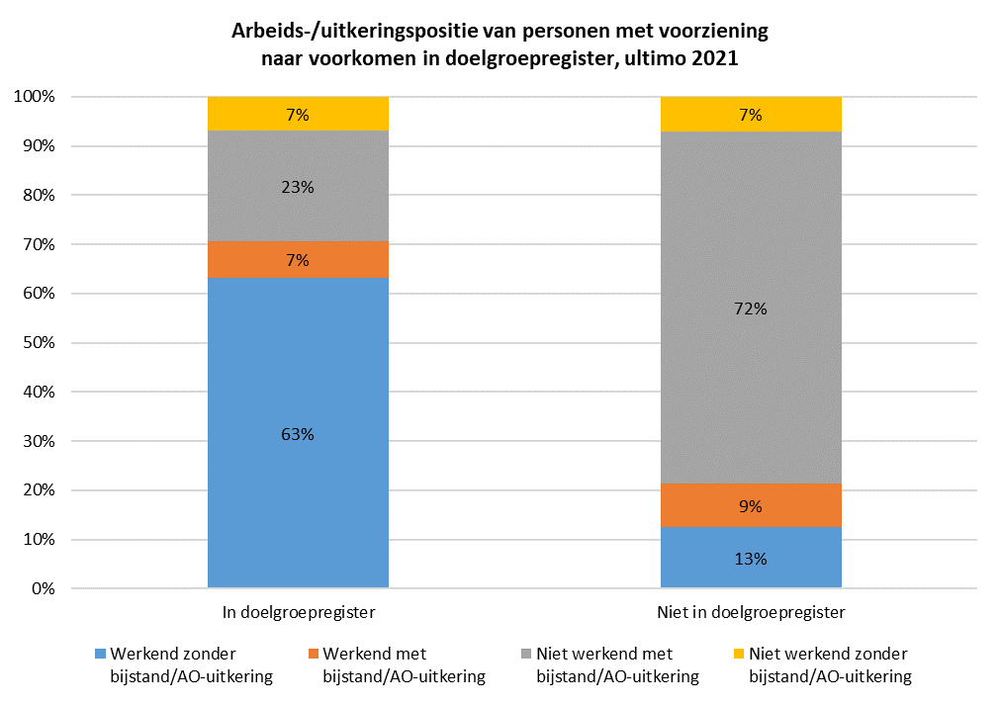 Arbeids-/uitkeringspositie van personen met voorziening
naar voorkomen in doelgroepregister, ultimo 2021
100%
90%
80%
70%
60%
50%
40%
30%
20%
10%
0%
7%
23%
7%
63%
7%
72%
9%
13%
In doelgroepregister
Niet in doelgroepregister
Werkend zonder
bijstand/AO-uitkering
Werkend met
bijstand/AO-uitkering
Niet werkend met
bijstand/AO-uitkering
Niet werkend zonder
bijstand/AO-uitkering